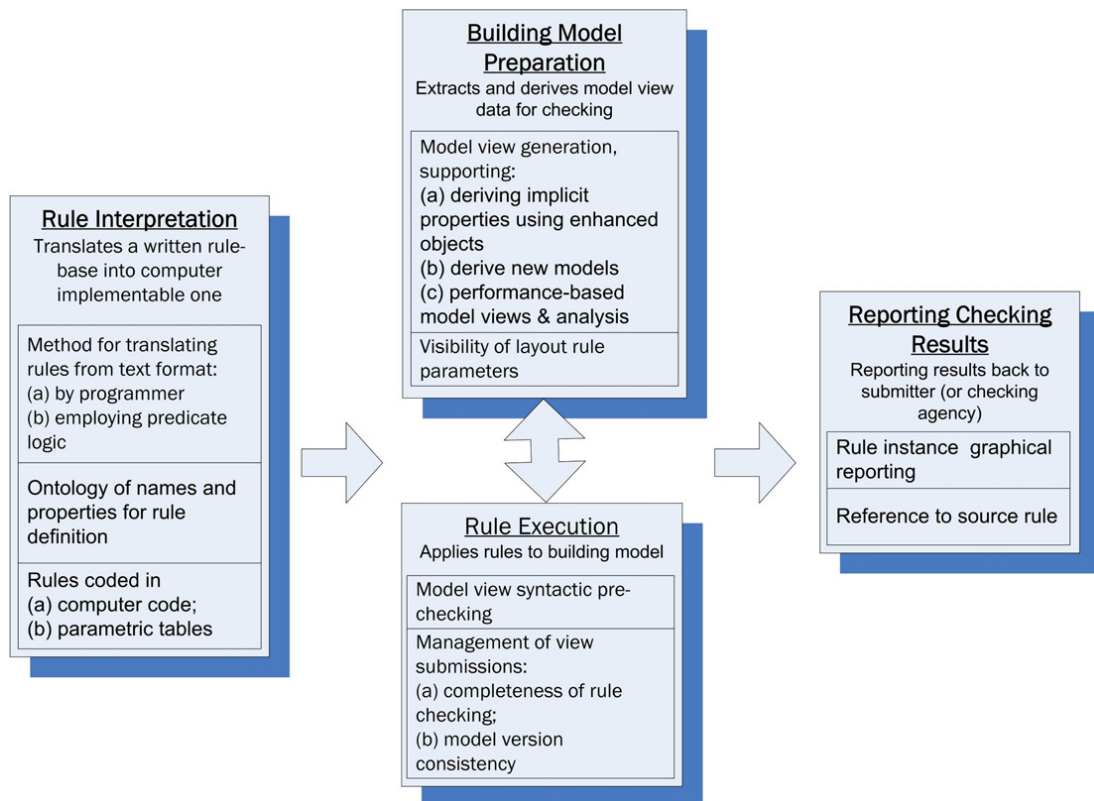 Building Model
Preparation
Extracts and derives model view
data for checking
Model view generation,
supporting:
(a) deriving implicit
properties using enhanced
objects
(b) derive new models
(c) performance-based
model views & analysis
Visibility of layout rule
parameters
Rule Interpretation
Translates a written rule-
base into computer
implementable one
Method for translating
rules from text format:
(a) by programmer
(b) employing predicate
logic
Ontology of names and
properties for rule
definition
Rules coded in
(a) computer code;
(b) parametric tables
Rule Execution
Applies rules to building model
Model view syntactic pre-
checking
Management of view
submissions:
(a) completeness of rule
checking;
(b) model version
consistency
Reporting Checking
Results
Reporting results back to
submitter (or checking
agency)
Rule instance graphical
reporting
Reference to source rule